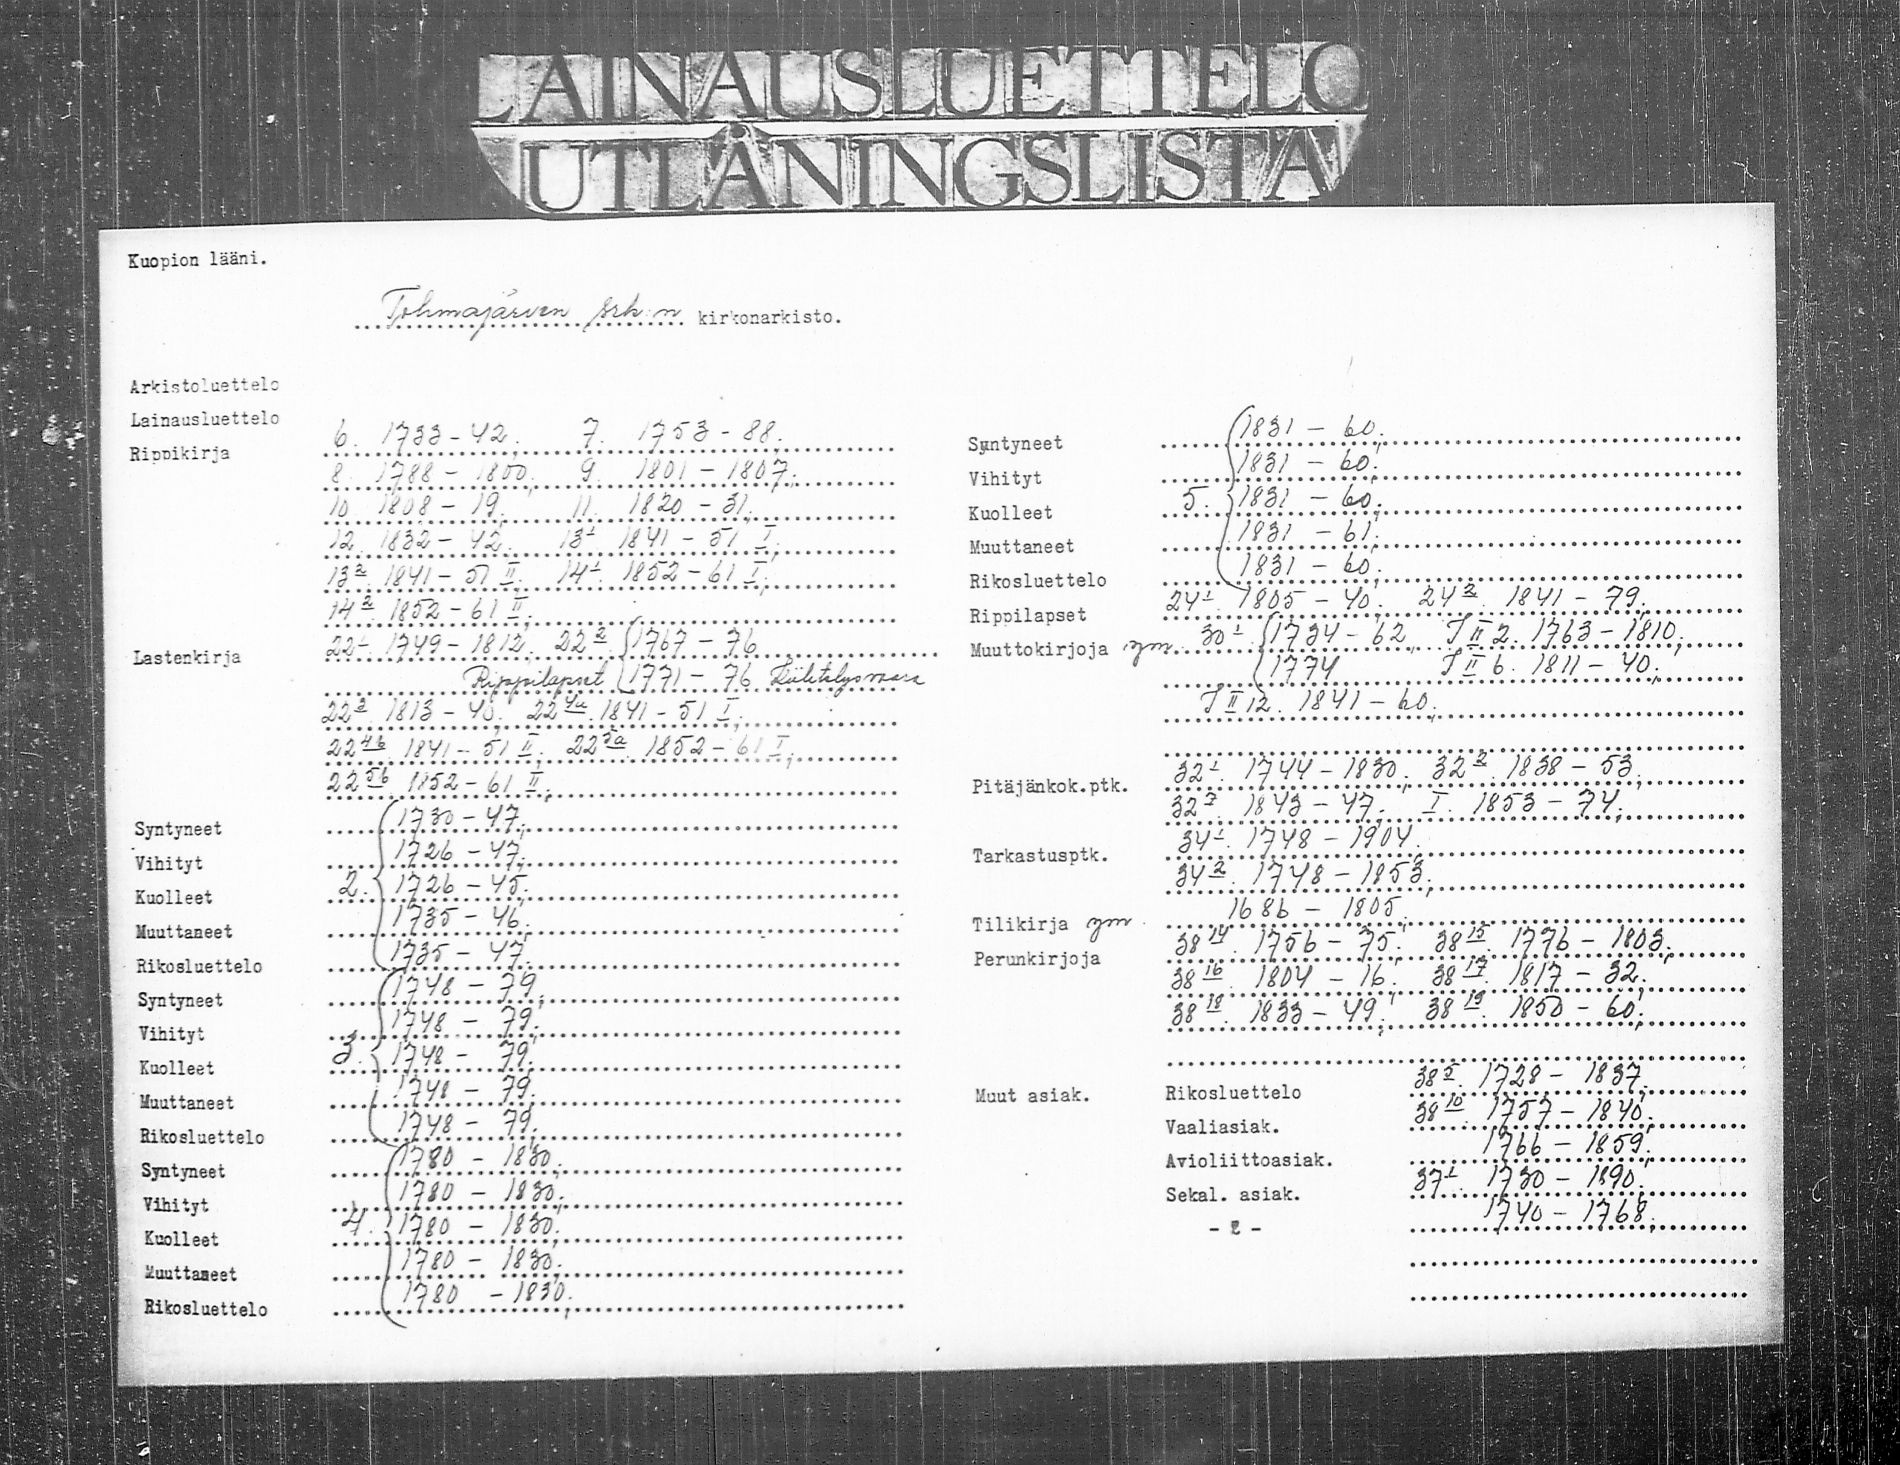 LAINAUSLUETTELO
UTLÅNINGSLISTA
Kuopion lääni.
Tohmajärven srk:n kirkonarkisto.
Arkistoluettelo
Lainausluettelo
Rippikirja 6. 1733-42, 7. 1753-88,
8. 1788-1800, 9. 1801-1807,
10. 1808-19, 11. 1820-31,
12. 1832-42, 13¹ 1841-51 I,
13² 1841-51 II, 14¹ 1852-61 I,
14² 1852-61 II,
Lastenkirja 22¹ 1749-1812, 22² 1767-76
Rippilapset 1771-76
22³ 1813-40, 22⁴ᵃ 1841-51 I,
22⁴ᵇ 1841-51 II, 22⁵ᵃ 1852-61 I,
22⁵ᵇ 1852-61 II,
Syntyneet 1730-47,
Vihityt 1726-47,
Kuolleet 2. 1726-45,
Muuttaneet 1735-46,
Rikosluettelo 1735-47,
Syntyneet 1748-79,
Vihityt 1748-79,
Kuolleet 3. 1748-79,
Muuttaneet 1748-79,
Rikosluettelo 1748-79,
Syntyneet 1780-1830,
Vihityt 1780-1830,
Kuolleet 4. 1780-1830,
Muuttaneet 1780-1830,
Rikosluettelo 1780-1830,
Syntyneet 1831-60,
Vihityt 1831-60,
Kuolleet 5. 1831-60,
Muuttaneet 1831-61,
Rikosluettelo 1831-60,
Rippilapset 24¹ 1805-40, 24² 1841-79,
Muuttokirjoja ym. 30¹ 1734-62, I II 2. 1763-1810,
1774 I II 6. 1811-40,
I II 12. 1841-60,
Pitäjänkok.ptk. 32¹ 1744-1830, 32² 1838-53,
32³ 1843-47, I. 1853-74,
Tarkastusptk. 34¹ 1748-1904,
34² 1748-1853,
Tilikirja ym. 1686-1805,
Perunkirjoja 38¹⁴ 1756-75, 38¹⁵ 1776-1803,
38¹⁶ 1804-16, 38¹⁷ 1817-32,
38¹⁸ 1833-49, 38¹⁹ 1850-60,
Muut asiak. Rikosluettelo 38⁵ 1728-1837,
Vaaliasiak. 38¹⁰ 1757-1840,
Avioliittoasiak. 1766-1859,
Sekal. asiak. 37¹ 1730-1890,
- " - 1740-1768,